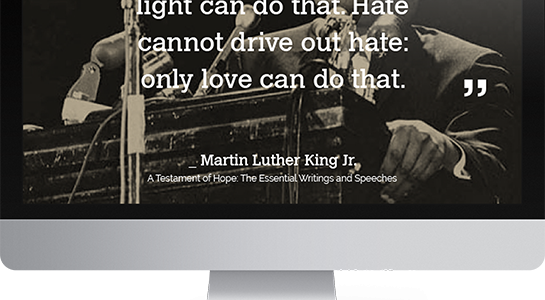 light can do that. Hate
cannot drive out hate:
only love can do that.
”
_ Martin Luther King Jr.
A Testament of Hope: The Essential Writings and Speeches